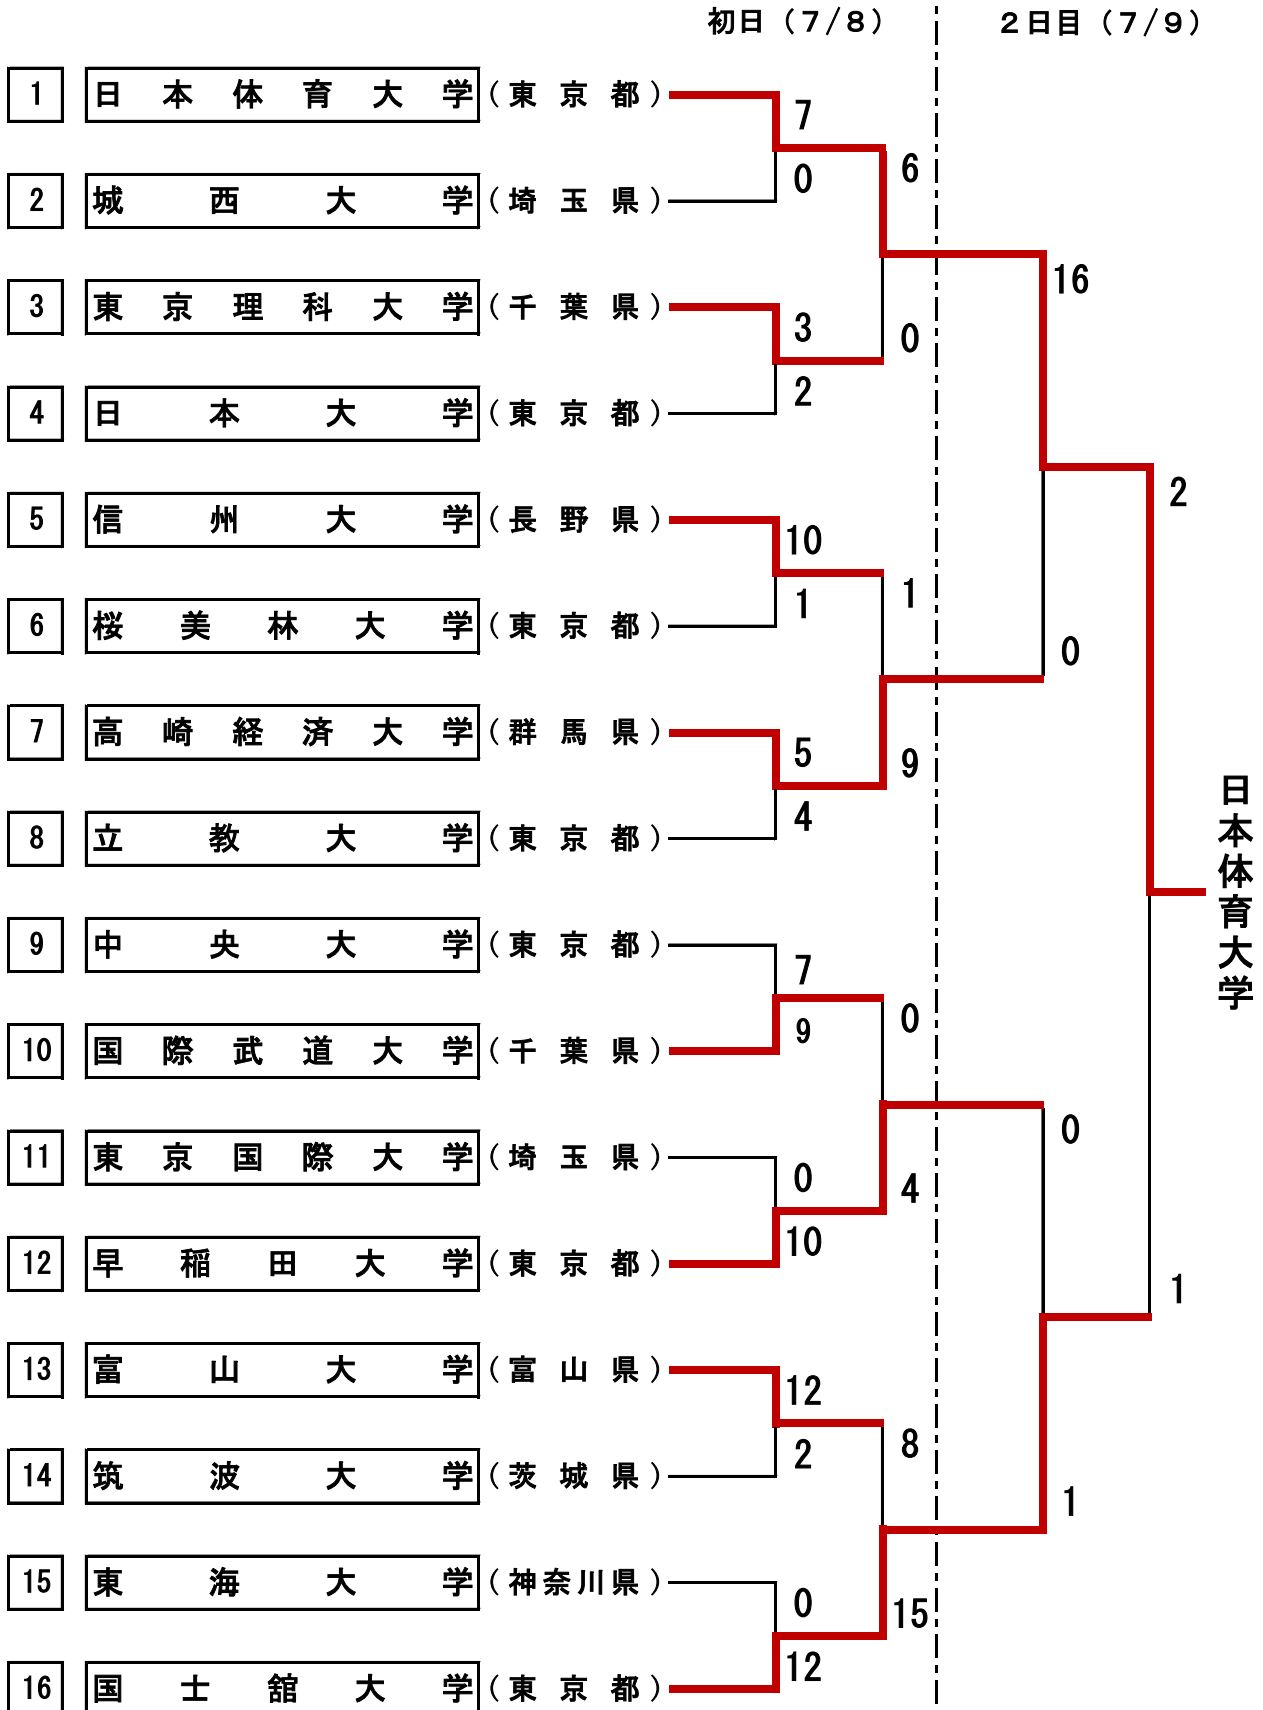 初日（７/８）　２日目（７/９）
1 日本体育大学（東京都）
7
0
6
2 城西大学（埼玉県）
16
3 東京理科大学（千葉県）
3
2
0
4 日本大学（東京都）
2
5 信州大学（長野県）
10
1
1
6 桜美林大学（東京都）
0
7 高崎経済大学（群馬県）
5
4
9
8 立教大学（東京都）
日本体育大学
9 中央大学（東京都）
7
9
0
10 国際武道大学（千葉県）
0
11 東京国際大学（埼玉県）
0
10
4
12 早稲田大学（東京都）
1
13 富山大学（富山県）
12
2
8
14 筑波大学（茨城県）
1
15 東海大学（神奈川県）
0
12
15
16 国士舘大学（東京都）